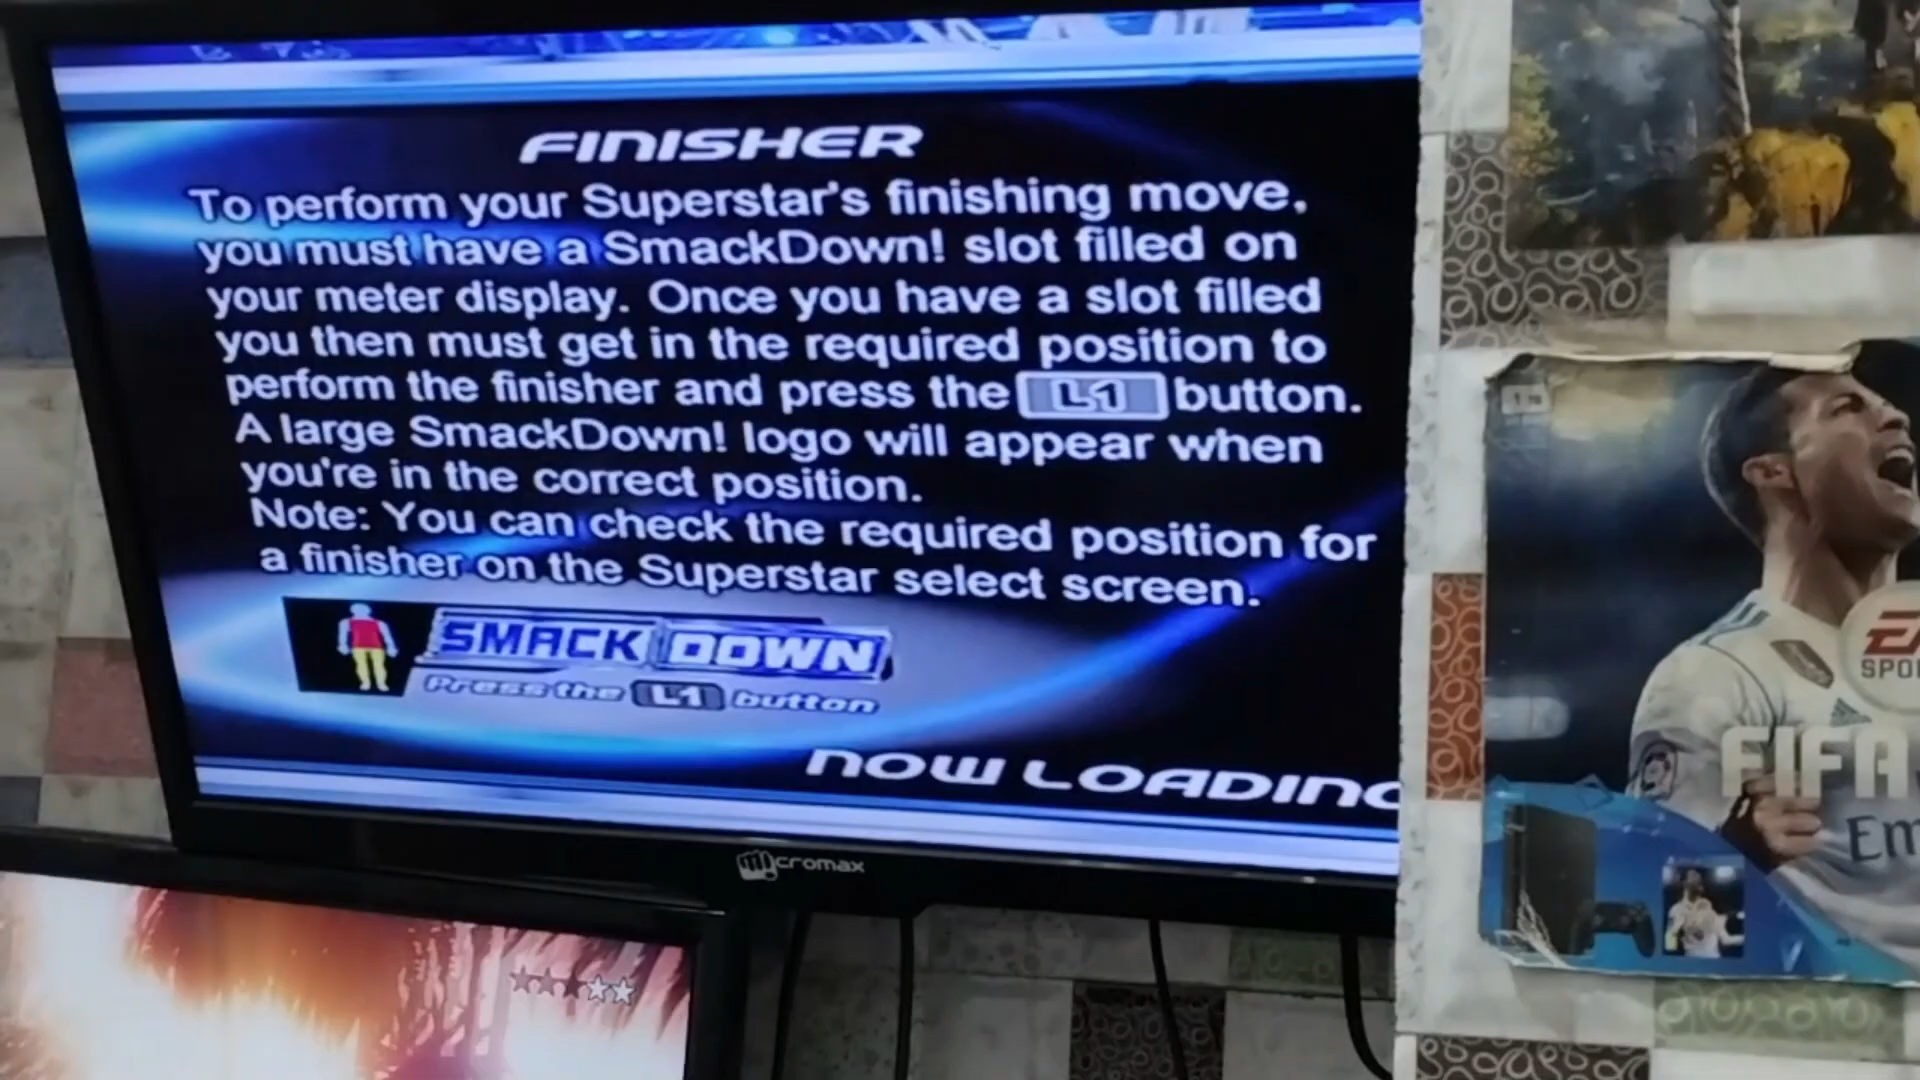 FINISHER
To perform your Superstar's finishing move,
you must have a SmackDown! slot filled on
your meter display. Once you have a slot filled
you then must get in the required position to
perform the finisher and press the L1 button.
A large SmackDown! logo will appear when
you're in the correct position.
Note: You can check the required position for
a finisher on the Superstar select screen.
SMACK DOWN
Press the L1 button
NOW LOADING
micromax
EA
SPO
FIFA
Em